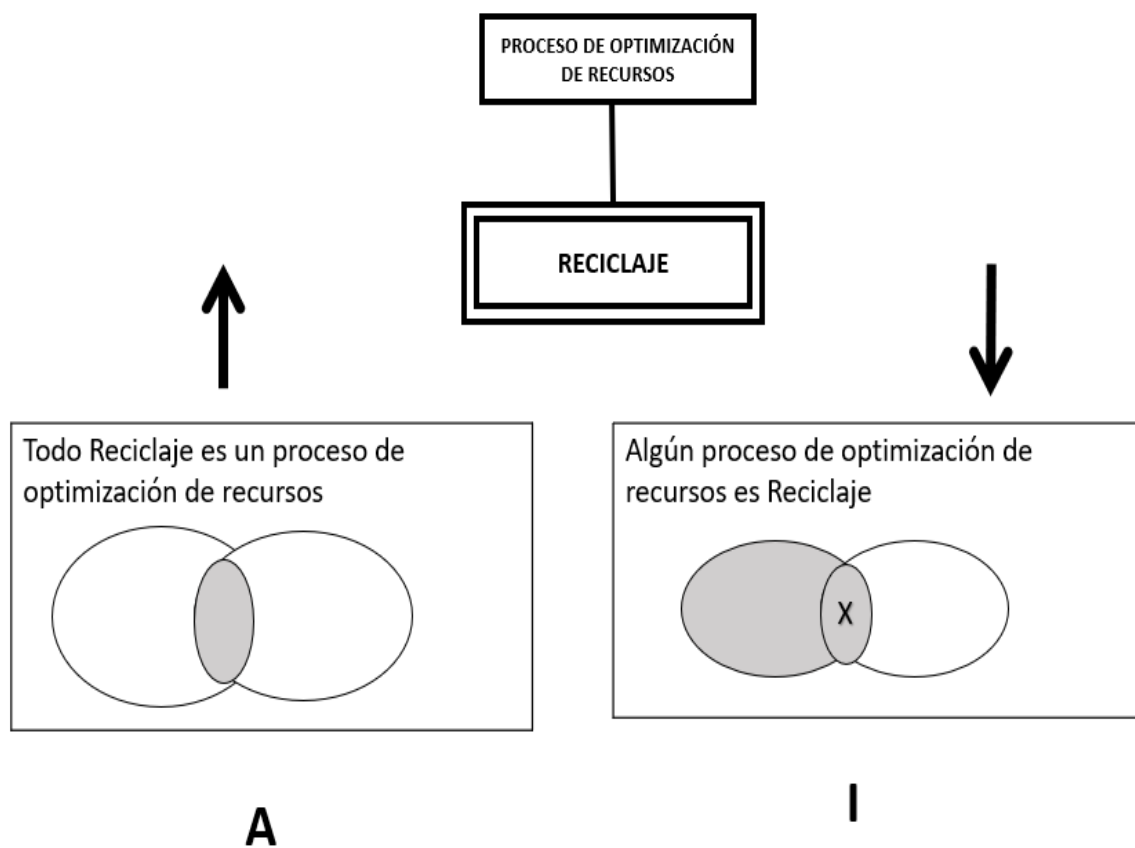 PROCESO DE OPTIMIZACIÓN
DE RECURSOS
RECICLAJE
Todo Reciclaje es un proceso de
optimización de recursos
Algún proceso de optimización de
recursos es Reciclaje
X
A
I